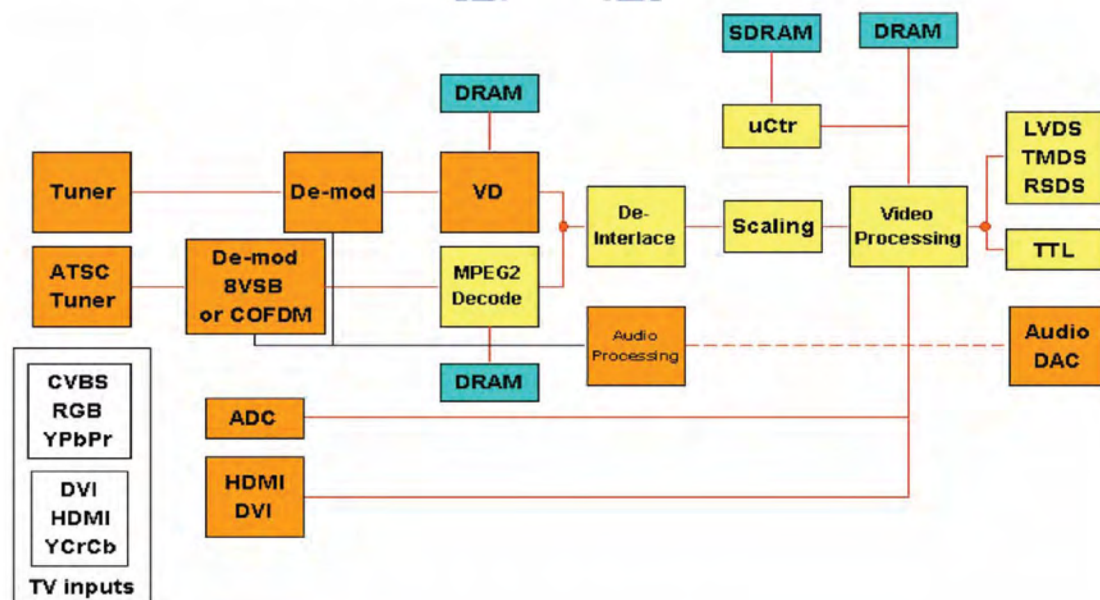 SDRAM
DRAM
DRAM
uCtr
LVDS
TMDS
RSDS
Tuner
De-mod
VD
De-
Interlace
Scaling
Video
Processing
TTL
ATSC
Tuner
De-mod
8VSB
or COFDM
MPEG2
Decode
Audio
Processing
Audio
DAC
DRAM
CVBS
RGB
YPbPr
ADC
DVI
HDMI
YCrCb
HDMI
DVI
TV inputs